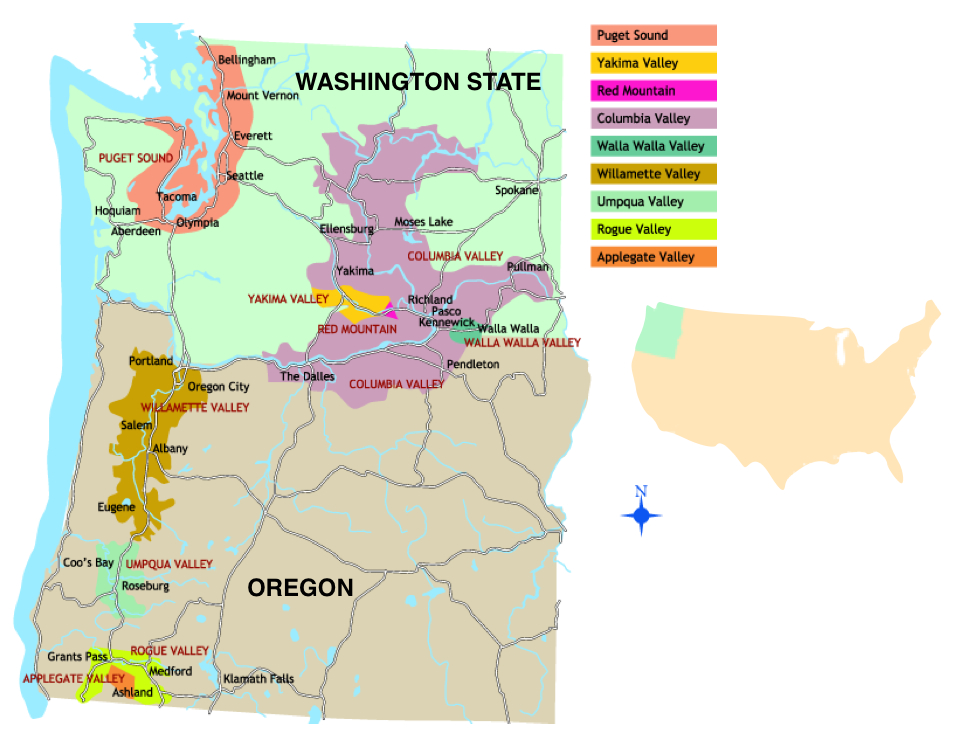 Puget Sound
Yakima Valley
Red Mountain
Columbia Valley
Walla Walla Valley
Willamette Valley
Umpqua Valley
Rogue Valley
Applegate Valley
Bellingham
WASHINGTON STATE
Mount Vernon
Everett
PUGET SOUND
Seattle
Spokane
Tacoma
Hoquiam
Olympia
Moses Lake
Aberdeen
Ellensburg
COLUMBIA VALLEY
Pullman
Yakima
YAKIMA VALLEY
Richland
Pasco
Kennewick
RED MOUNTAIN
Walla Walla
WALLA WALLA VALLEY
Portland
Pendleton
The Dalles
COLUMBIA VALLEY
Oregon City
WILLAMETTE VALLEY
Salem
Albany
N
Eugene
Coo's Bay
UMPQUA VALLEY
Roseburg
OREGON
ROGUE VALLEY
Grants Pass
Medford
APPLEGATE VALLEY
Klamath Falls
Ashland